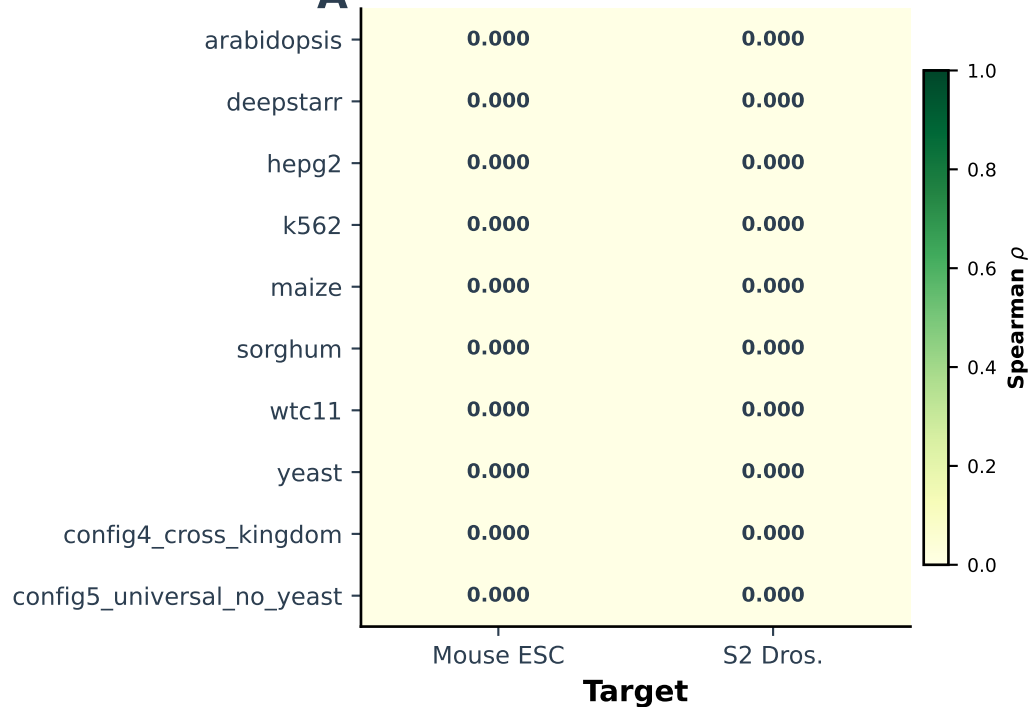 A
arabidopsis 0.000 0.000
deepstarr 0.000 0.000
hepg2 0.000 0.000
k562 0.000 0.000
maize 0.000 0.000
sorghum 0.000 0.000
wtc11 0.000 0.000
yeast 0.000 0.000
config4_cross_kingdom 0.000 0.000
config5_universal_no_yeast 0.000 0.000
Mouse ESC S2 Dros.
Target
1.0
0.8
0.6
0.4
0.2
0.0
Spearman ρ